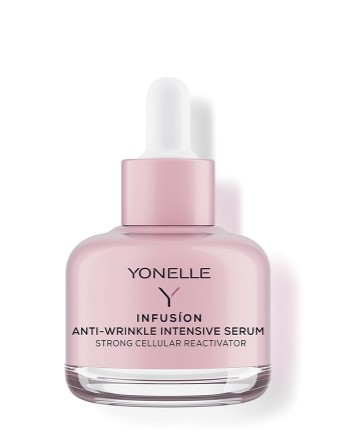 YONELLE
Y
INFUSÍON
ANTI-WRINKLE INTENSIVE SERUM
STRONG CELLULAR REACTIVATOR